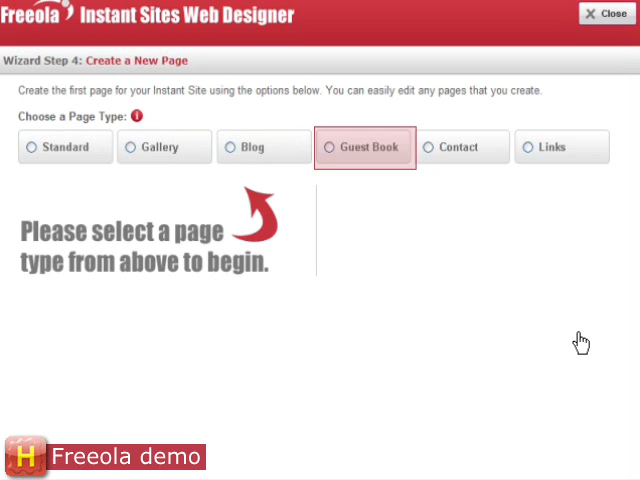 Freeola Instant Sites Web Designer
Close
Wizard Step 4: Create a New Page
Create the first page for your Instant Site using the options below. You can easily edit any pages that you create.
Choose a Page Type: i
Standard
Gallery
Blog
Guest Book
Contact
Links
Please select a page
type from above to begin.
H Freeola demo